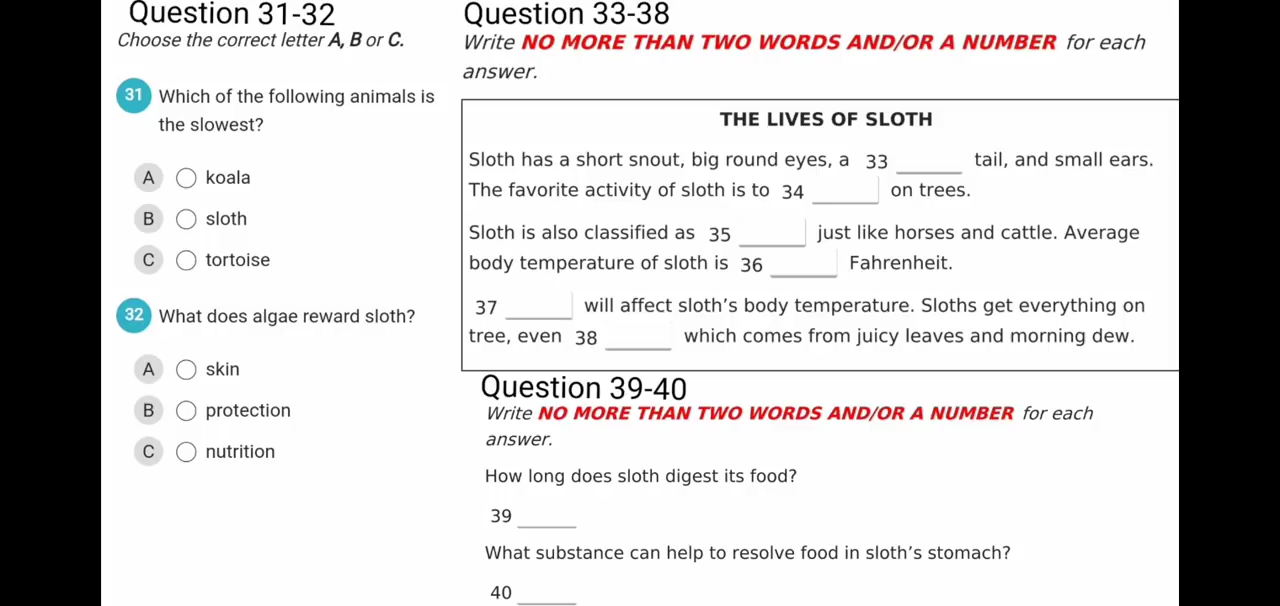 Question 31-32
Choose the correct letter A, B or C.
31 Which of the following animals is
the slowest?
A koala
B sloth
C tortoise
32 What does algae reward sloth?
A skin
B protection
C nutrition
Question 33-38
Write NO MORE THAN TWO WORDS AND/OR A NUMBER for each
answer.
THE LIVES OF SLOTH
Sloth has a short snout, big round eyes, a 33 ______ tail, and small ears.
The favorite activity of sloth is to 34 ______ on trees.
Sloth is also classified as 35 ______ just like horses and cattle. Average
body temperature of sloth is 36 ______ Fahrenheit.
37 ______ will affect sloth's body temperature. Sloths get everything on
tree, even 38 ______ which comes from juicy leaves and morning dew.
Question 39-40
Write NO MORE THAN TWO WORDS AND/OR A NUMBER for each
answer.
How long does sloth digest its food?
39 ______
What substance can help to resolve food in sloth's stomach?
40 ______